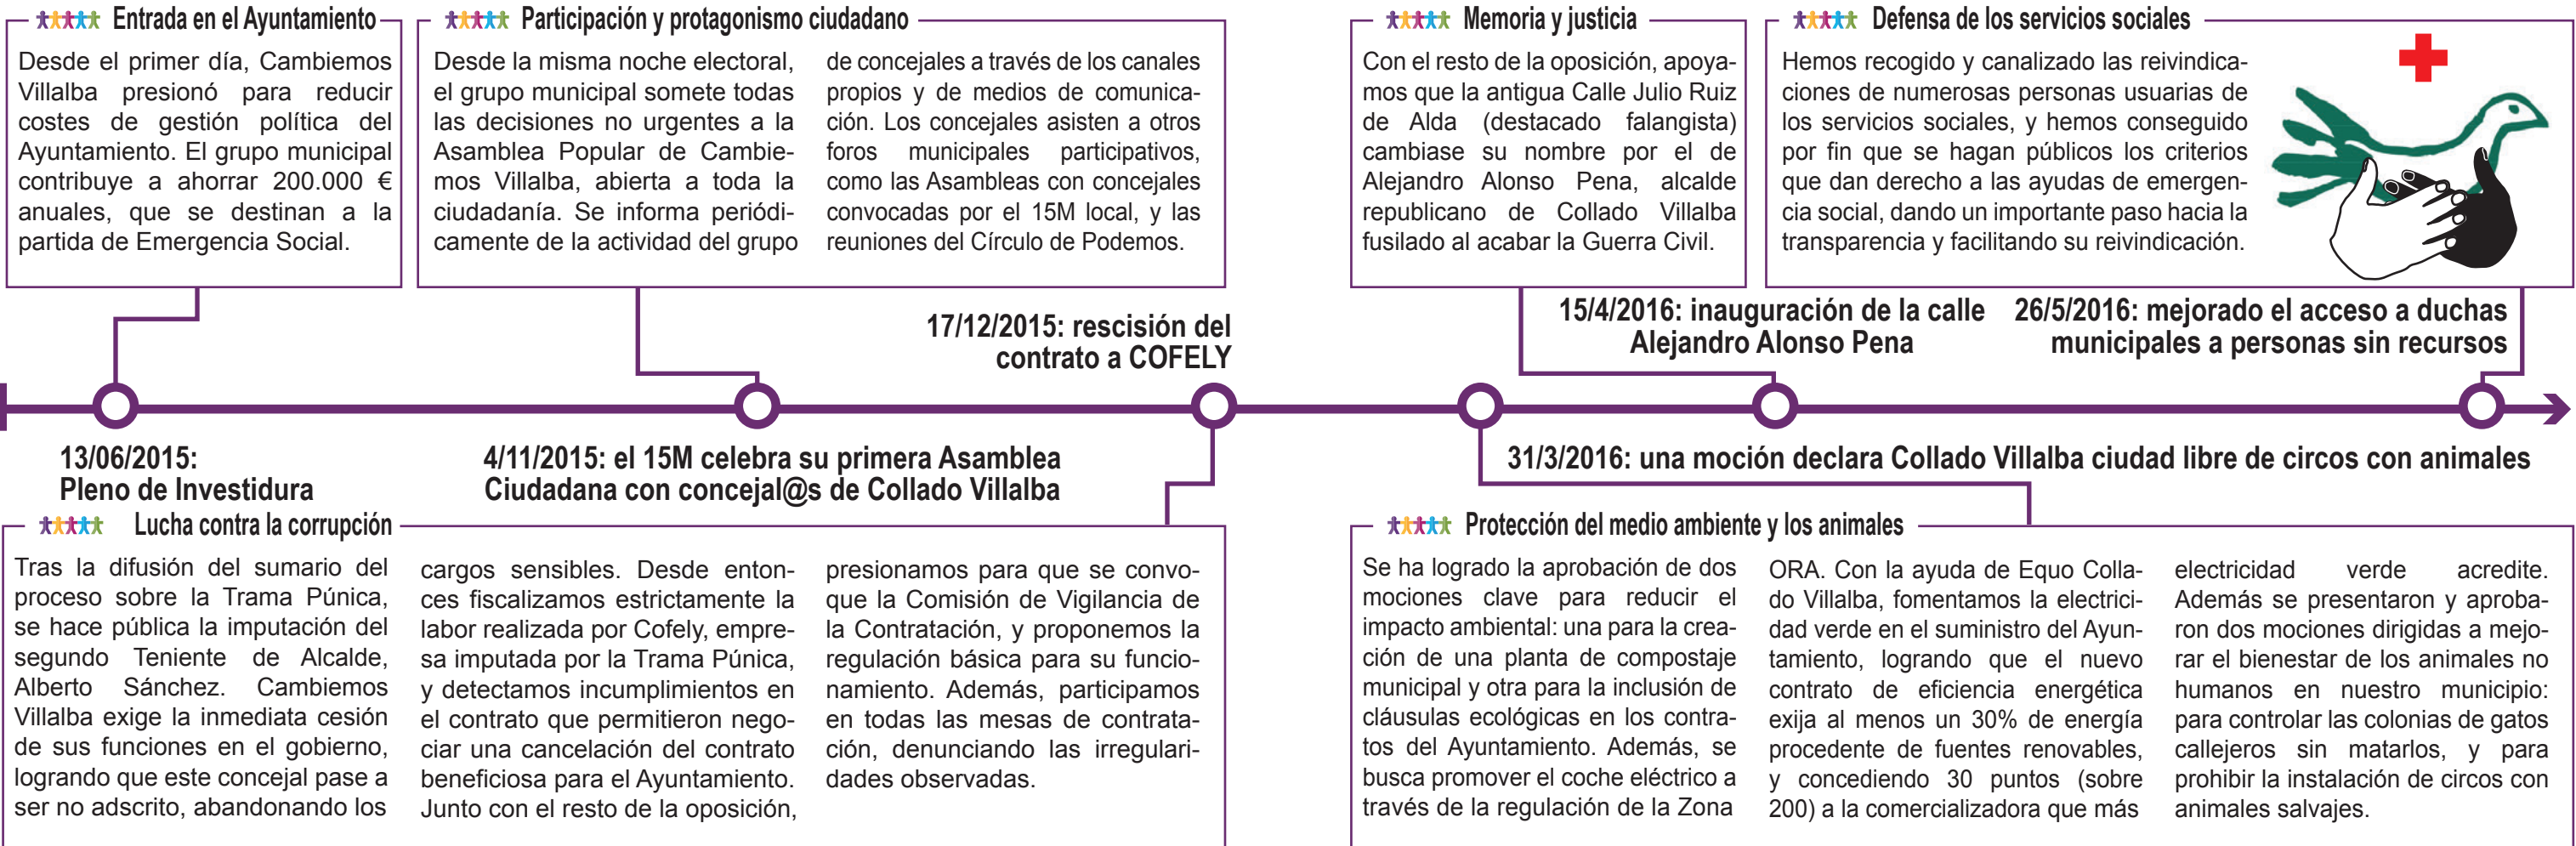 Entrada en el Ayuntamiento
Desde el primer día, Cambiemos
Villalba presionó para reducir
costes de gestión política del
Ayuntamiento. El grupo municipal
contribuye a ahorrar 200.000 €
anuales, que se destinan a la
partida de Emergencia Social.
Participación y protagonismo ciudadano
Desde la misma noche electoral,
el grupo municipal somete todas
las decisiones no urgentes a la
Asamblea Popular de Cambie-
mos Villalba, abierta a toda la
ciudadanía. Se informa periódi-
camente de la actividad del grupo
de concejales a través de los canales
propios y de medios de comunica-
ción. Los concejales asisten a otros
foros municipales participativos,
como las Asambleas con concejales
convocadas por el 15M local, y las
reuniones del Círculo de Podemos.
Memoria y justicia
Con el resto de la oposición, apoya-
mos que la antigua Calle Julio Ruiz
de Alda (destacado falangista)
cambiase su nombre por el de
Alejandro Alonso Pena, alcalde
republicano de Collado Villalba
fusilado al acabar la Guerra Civil.
Defensa de los servicios sociales
Hemos recogido y canalizado las reivindica-
ciones de numerosas personas usuarias de
los servicios sociales, y hemos conseguido
por fin que se hagan públicos los criterios
que dan derecho a las ayudas de emergen-
cia social, dando un importante paso hacia la
transparencia y facilitando su reivindicación.
17/12/2015: rescisión del
contrato a COFELY
15/4/2016: inauguración de la calle
Alejandro Alonso Pena
26/5/2016: mejorado el acceso a duchas
municipales a personas sin recursos
13/06/2015:
Pleno de Investidura
4/11/2015: el 15M celebra su primera Asamblea
Ciudadana con concejal@s de Collado Villalba
31/3/2016: una moción declara Collado Villalba ciudad libre de circos con animales
Lucha contra la corrupción
Tras la difusión del sumario del
proceso sobre la Trama Púnica,
se hace pública la imputación del
segundo Teniente de Alcalde,
Alberto Sánchez. Cambiemos
Villalba exige la inmediata cesión
de sus funciones en el gobierno,
logrando que este concejal pase a
ser no adscrito, abandonando los
cargos sensibles. Desde enton-
ces fiscalizamos estrictamente la
labor realizada por Cofely, empre-
sa imputada por la Trama Púnica,
y detectamos incumplimientos en
el contrato que permitieron nego-
ciar una cancelación del contrato
beneficiosa para el Ayuntamiento.
Junto con el resto de la oposición,
presionamos para que se convo-
que la Comisión de Vigilancia de
la Contratación, y proponemos la
regulación básica para su funcio-
namiento. Además, participamos
en todas las mesas de contrata-
ción, denunciando las irregulari-
dades observadas.
Protección del medio ambiente y los animales
Se ha logrado la aprobación de dos
mociones clave para reducir el
impacto ambiental: una para la crea-
ción de una planta de compostaje
municipal y otra para la inclusión de
cláusulas ecológicas en los contra-
tos del Ayuntamiento. Además, se
busca promover el coche eléctrico a
través de la regulación de la Zona
ORA. Con la ayuda de Equo Colla-
do Villalba, fomentamos la electrici-
dad verde en el suministro del Ayun-
tamiento, logrando que el nuevo
contrato de eficiencia energética
exija al menos un 30% de energía
procedente de fuentes renovables,
y concediendo 30 puntos (sobre
200) a la comercializadora que más
electricidad verde acredite.
Además se presentaron y aproba-
ron dos mociones dirigidas a mejo-
rar el bienestar de los animales no
humanos en nuestro municipio:
para controlar las colonias de gatos
callejeros sin matarlos, y para
prohibir la instalación de circos con
animales salvajes.